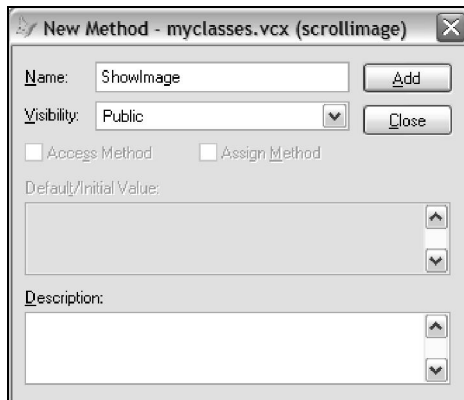 New Method - myclasses.vcx (scrollimage)
Name: ShowImage Add
Visibility: Public Close
Access Method Assign Method
Default/Initial Value:
Description: